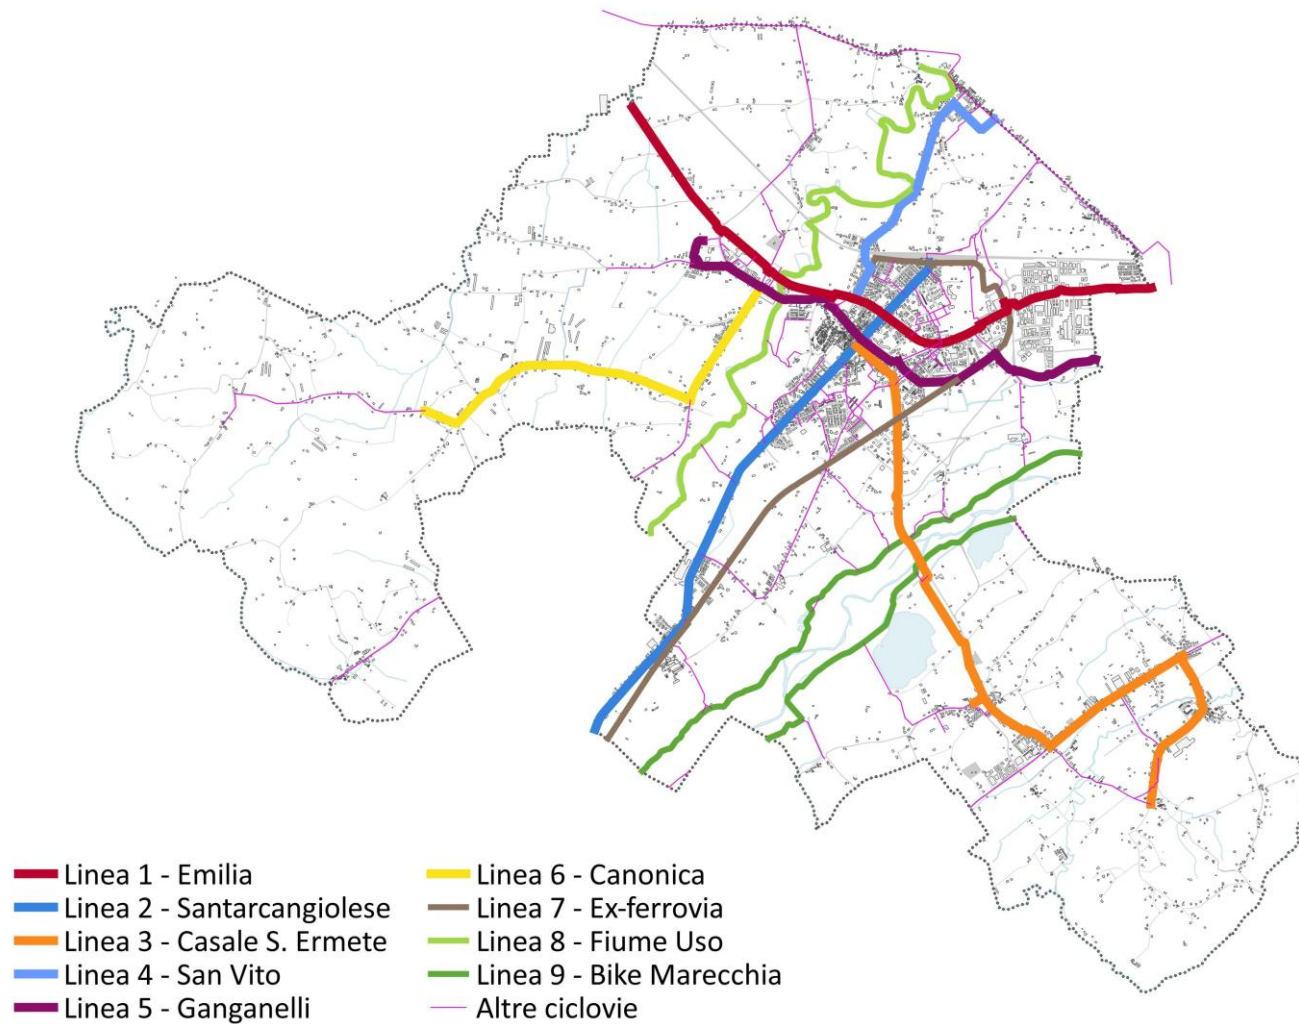 Linea 1 - Emilia
Linea 2 - Santarcangiolese
Linea 3 - Casale S. Ermete
Linea 4 - San Vito
Linea 5 - Ganganelli
Linea 6 - Canonica
Linea 7 - Ex-ferrovia
Linea 8 - Fiume Uso
Linea 9 - Bike Marecchia
Altre ciclovie